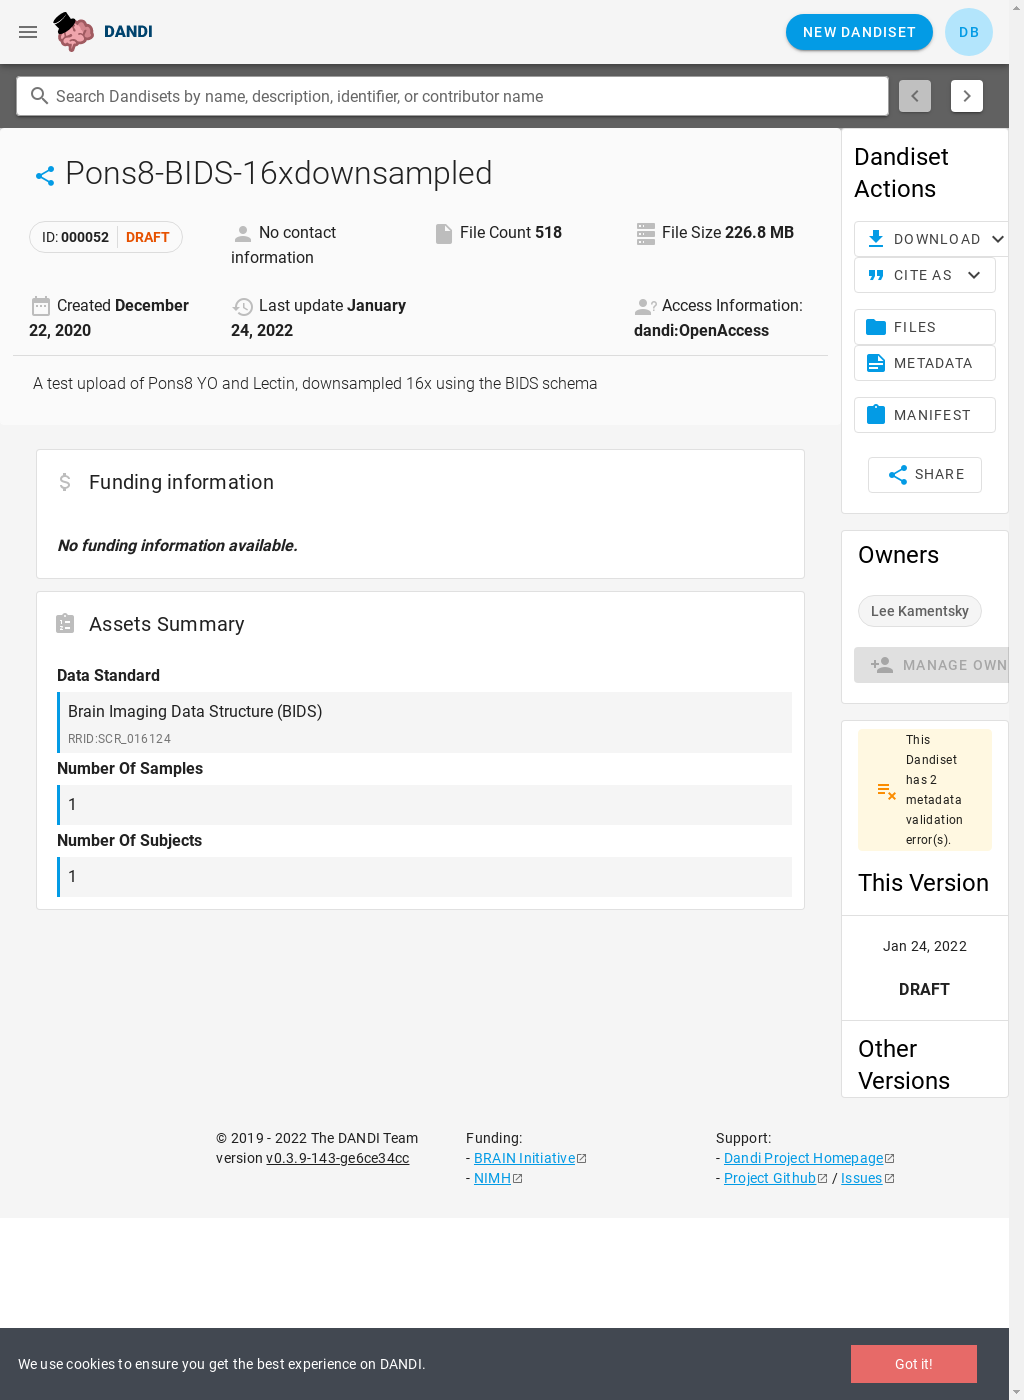 DANDI
NEW DANDISET
DB
Search Dandisets by name, description, identifier, or contributor name
Pons8-BIDS-16xdownsampled
ID: 000052 DRAFT
No contact information
File Count 518
File Size 226.8 MB
Created December 22, 2020
Last update January 24, 2022
Access Information: dandi:OpenAccess
A test upload of Pons8 YO and Lectin, downsampled 16x using the BIDS schema
Funding information
No funding information available.
Assets Summary
Data Standard
Brain Imaging Data Structure (BIDS)
RRID:SCR_016124
Number Of Samples
1
Number Of Subjects
1
Dandiset
Actions
DOWNLOAD
CITE AS
FILES
METADATA
MANIFEST
SHARE
Owners
Lee Kamentsky
MANAGE OWN
This
Dandiset
has 2
metadata
validation
error(s).
This Version
Jan 24, 2022
DRAFT
Other
Versions
© 2019 - 2022 The DANDI Team
version v0.3.9-143-ge6ce34cc
Funding:
- BRAIN Initiative
- NIMH
Support:
- Dandi Project Homepage
- Project Github / Issues
We use cookies to ensure you get the best experience on DANDI.
Got it!